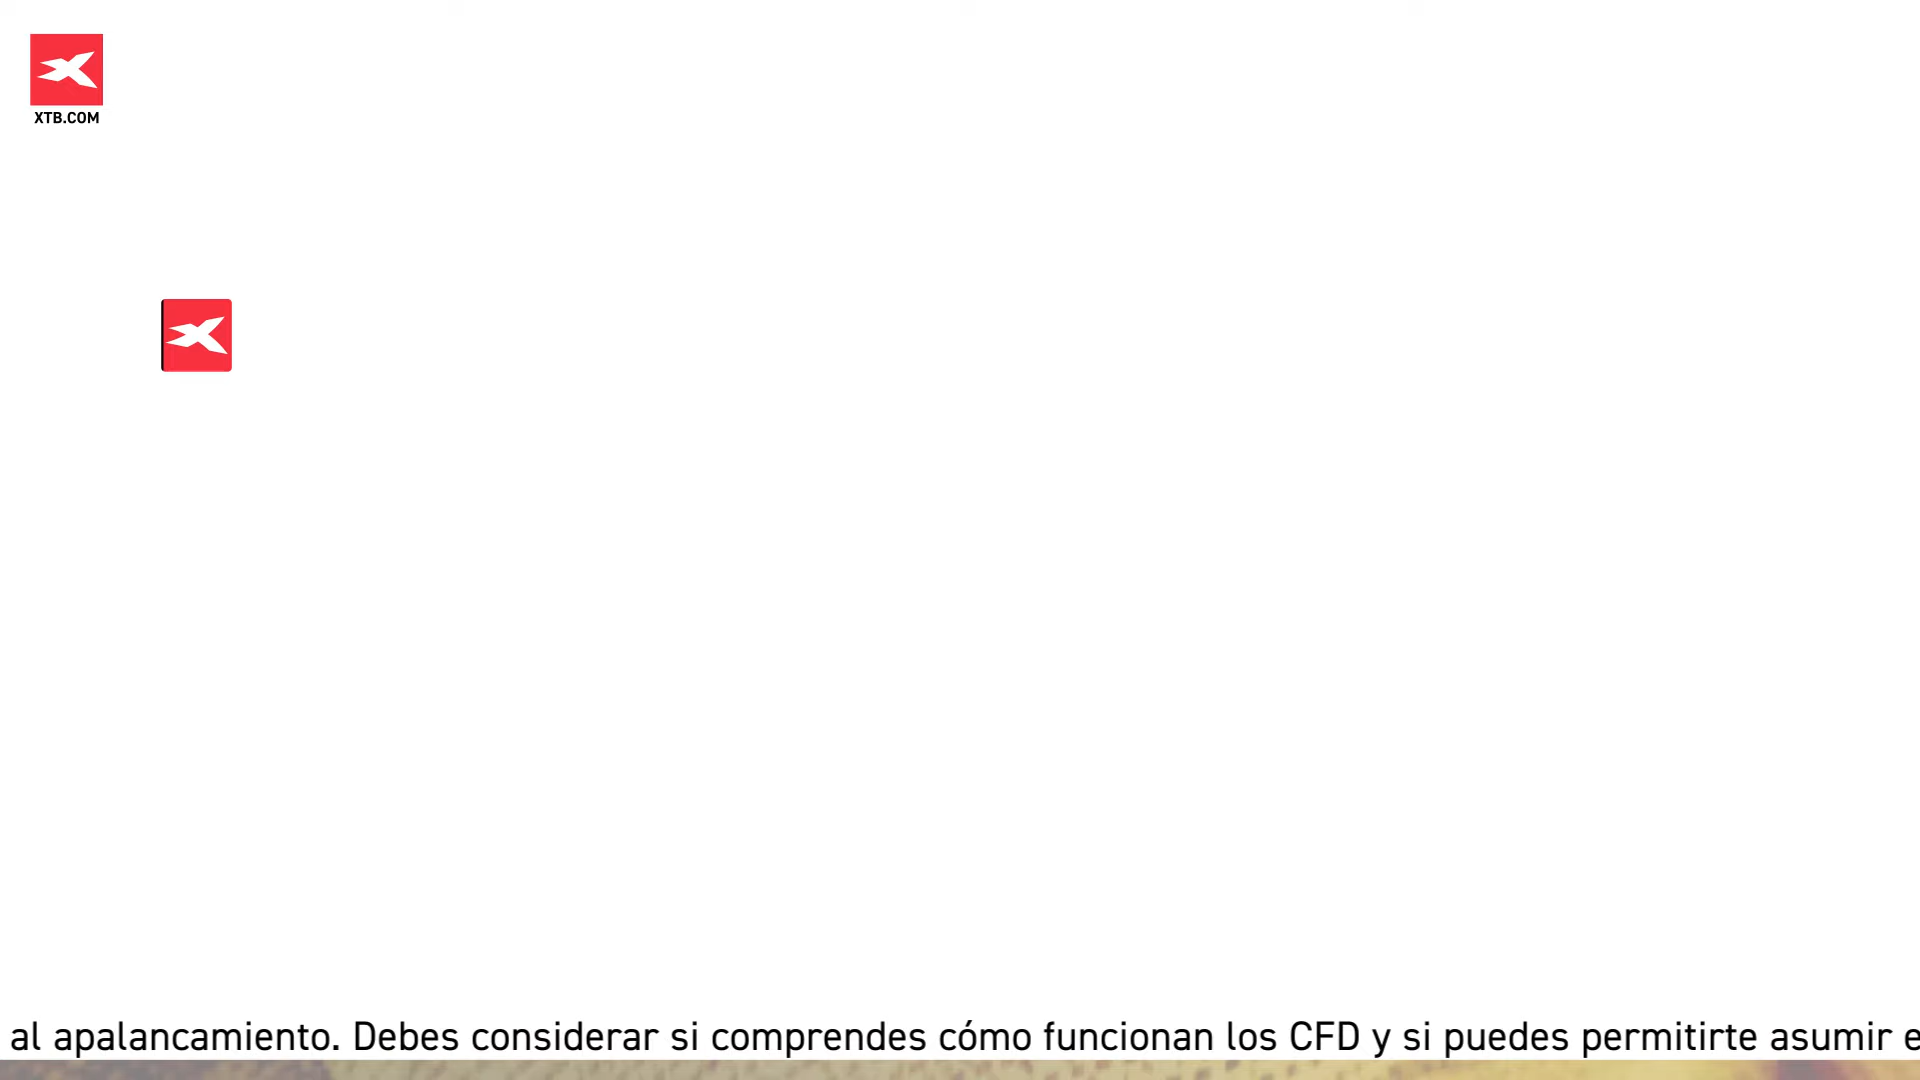 XTB.COM
al apalancamiento. Debes considerar si comprendes cómo funcionan los CFD y si puedes permitirte asumir e